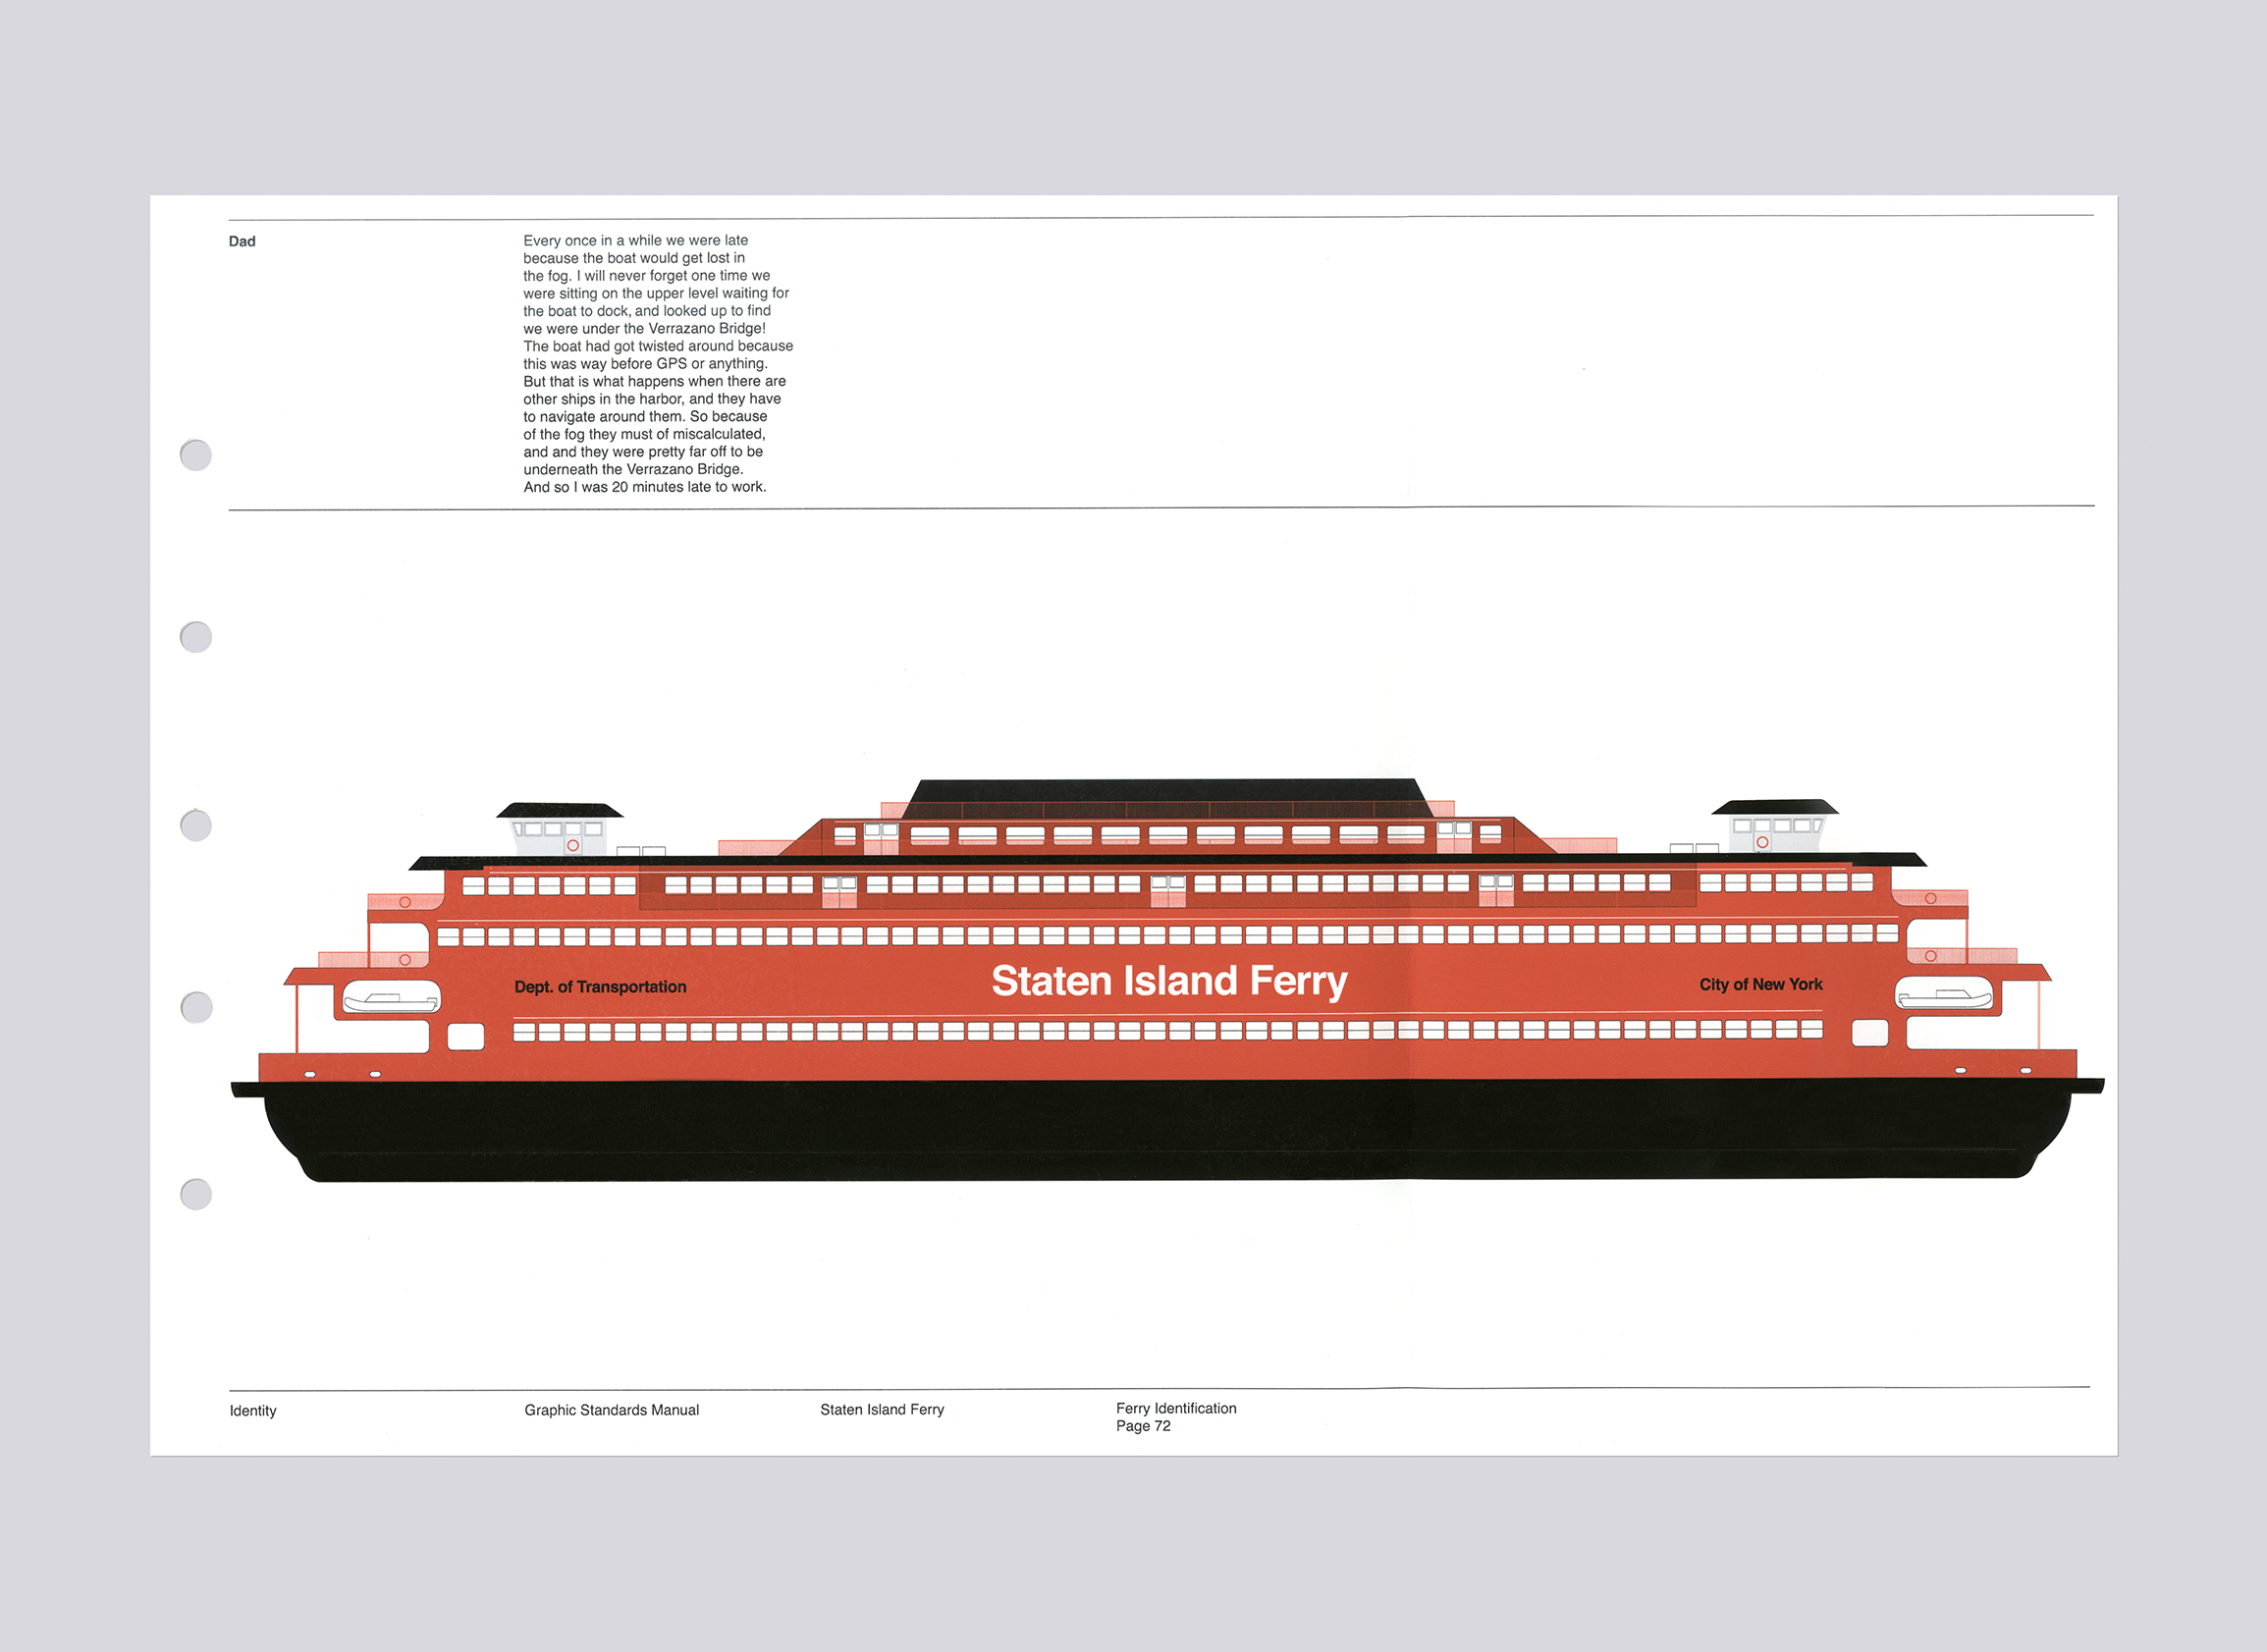 Dad
Every once in a while we were late
because the boat would get lost in
the fog. I will never forget one time we
were sitting on the upper level waiting for
the boat to dock, and looked up to find
we were under the Verrazano Bridge!
The boat had got twisted around because
this was way before GPS or anything.
But that is what happens when there are
other ships in the harbor, and they have
to navigate around them. So because
of the fog they must of miscalculated,
and and they were pretty far off to be
underneath the Verrazano Bridge.
And so I was 20 minutes late to work.
Dept. of Transportation
Staten Island Ferry
City of New York
Identity
Graphic Standards Manual
Staten Island Ferry
Ferry Identification
Page 72